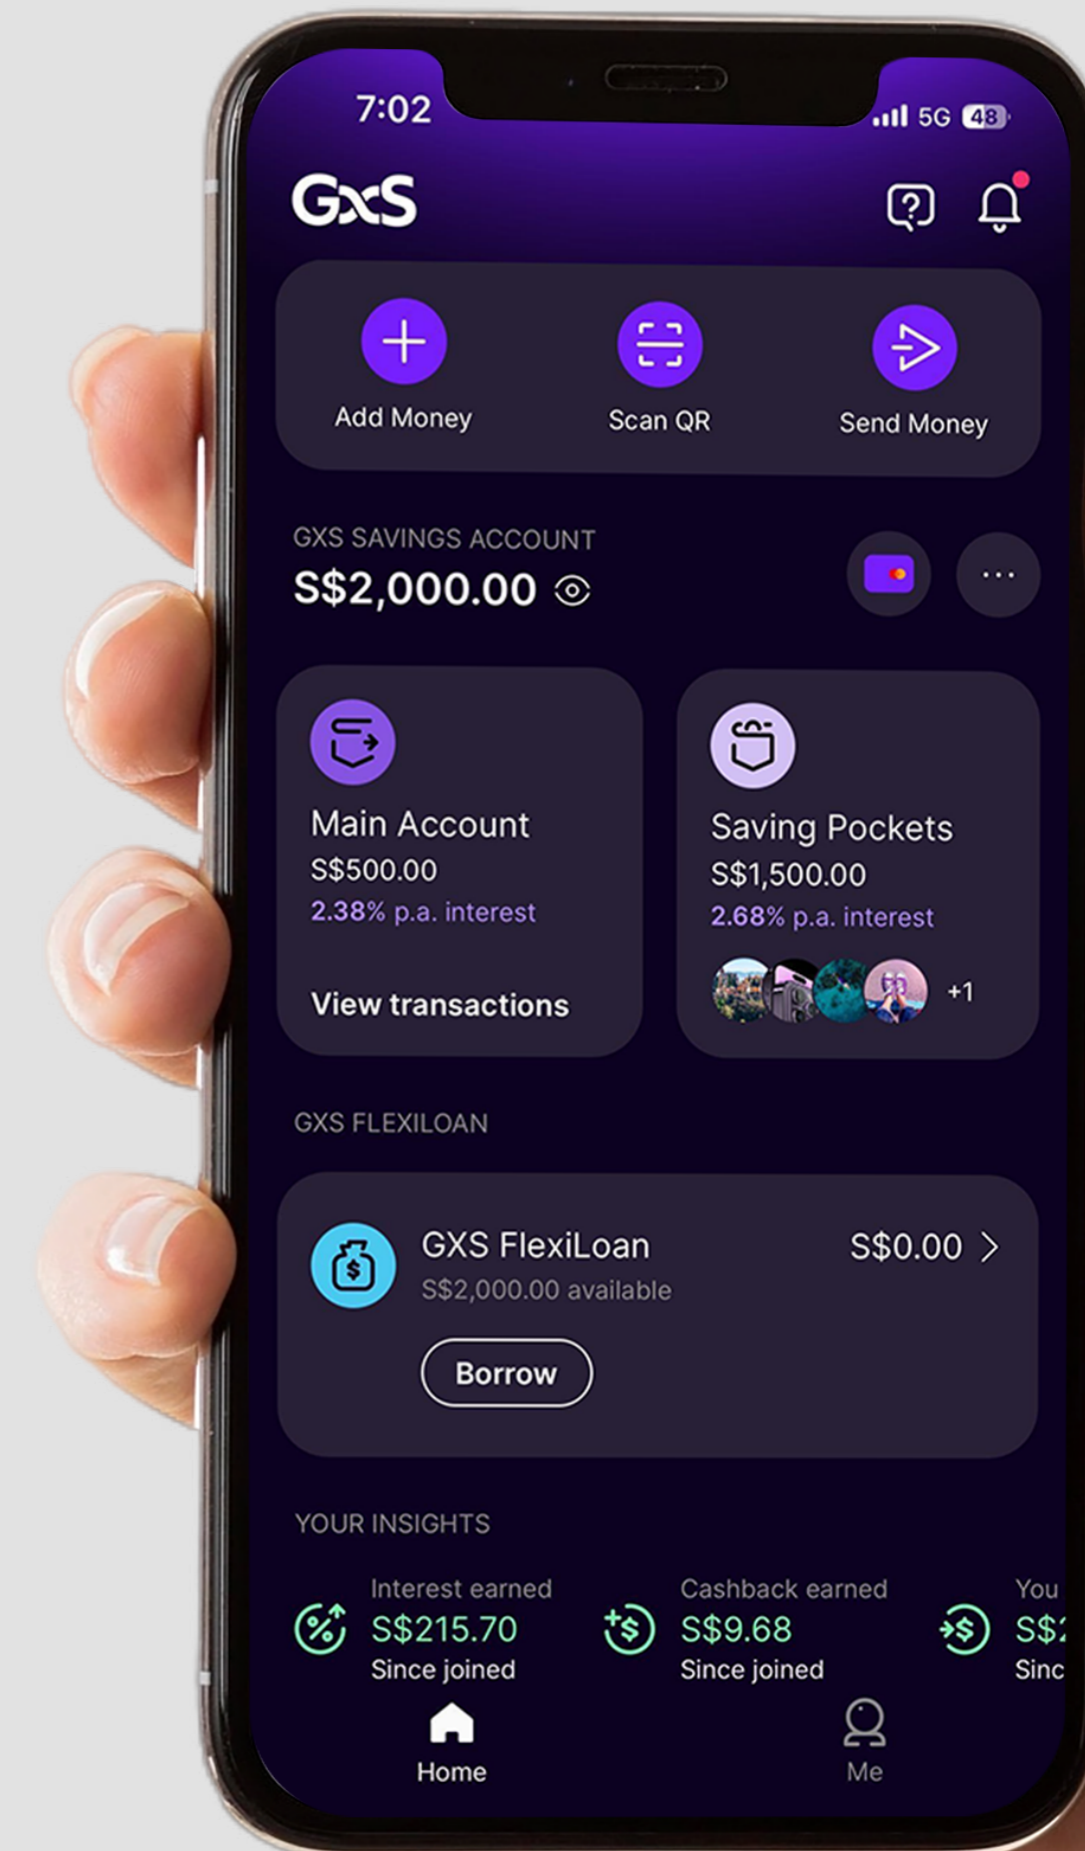 7:02
5G 48
GXS
Add Money
Scan QR
Send Money
GXS SAVINGS ACCOUNT
S$2,000.00
...
Main Account
S$500.00
2.38% p.a. interest
View transactions
Saving Pockets
S$1,500.00
2.68% p.a. interest
+1
GXS FLEXILOAN
GXS FlexiLoan
S$0.00
S$2,000.00 available
Borrow
YOUR INSIGHTS
Interest earned
S$215.70
Since joined
Cashback earned
S$9.68
Since joined
You
S$2
Sinc
Home
Me